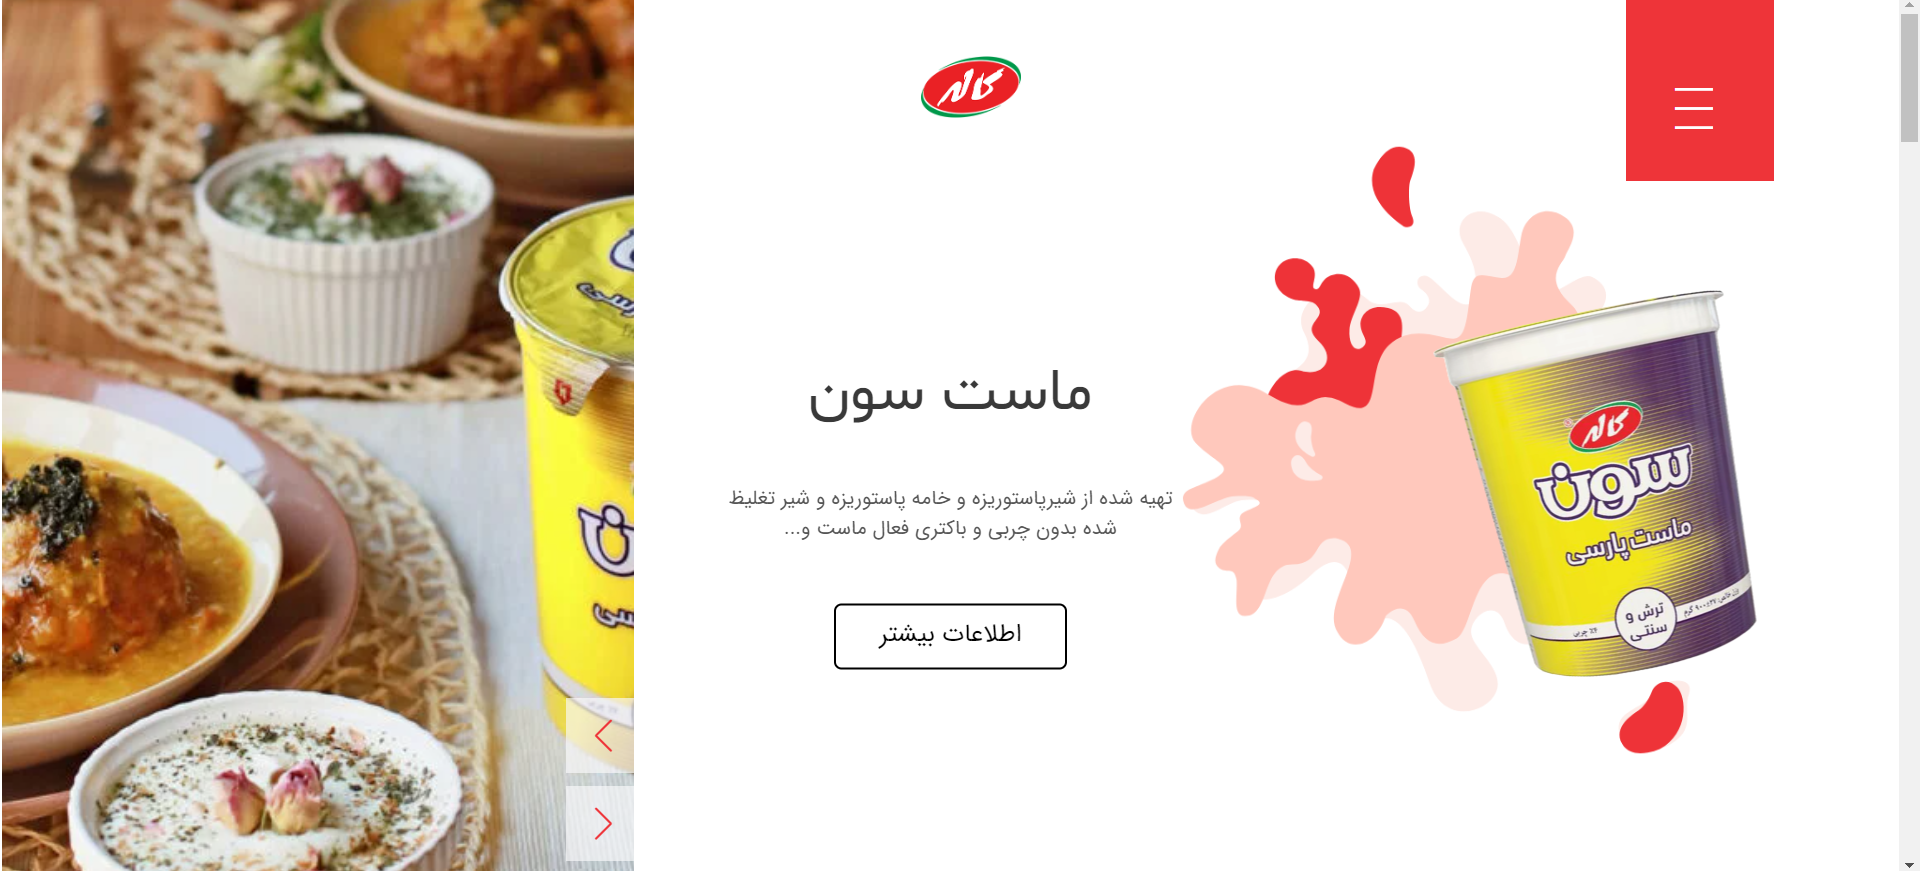 کاله
ماست سون
تهیه شده از شیرپاستوریزه و خامه پاستوریزه و شیر تغلیظ
شده بدون چربی و باکتری فعال ماست و...
اطلاعات بیشتر
کاله
سون
ماست پارسی
ترش و
سنتی